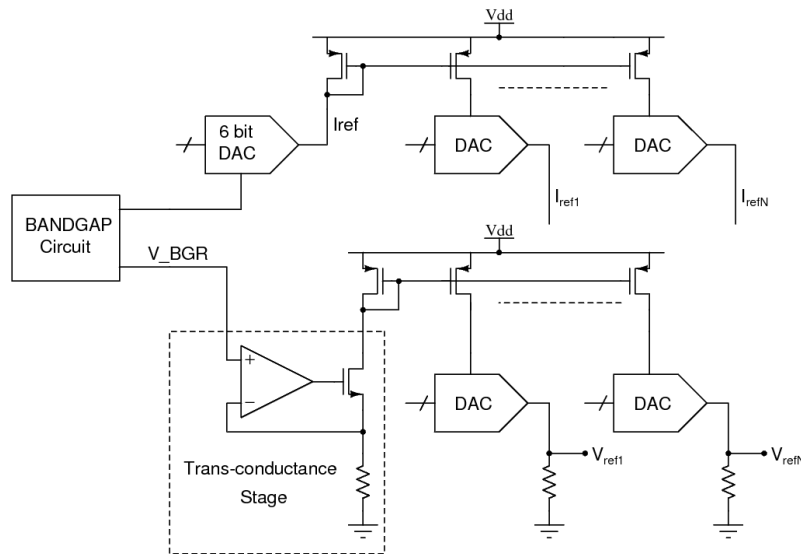 Vdd
6 bit
DAC
Iref
DAC
DAC
Iref1
IrefN
BANDGAP
Circuit
V_BGR
Vdd
+
−
DAC
DAC
Vref1
VrefN
Trans-conductance
Stage